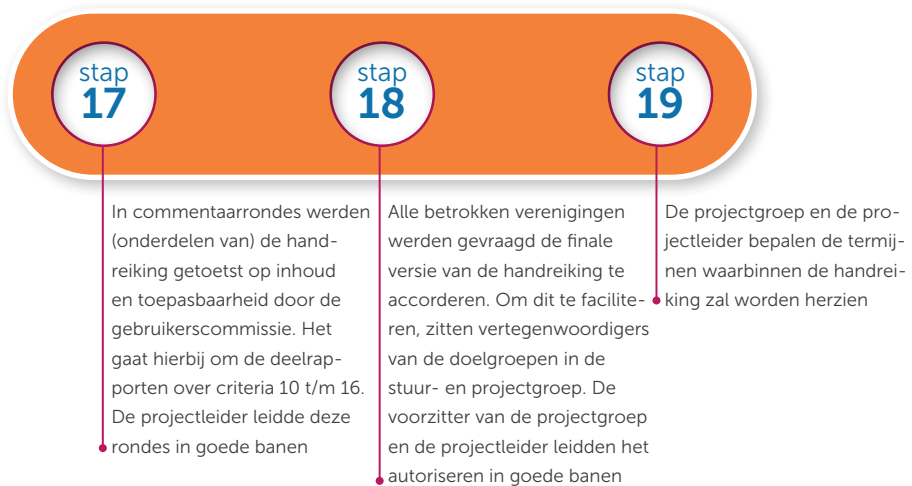 stap
17
In commentaarrondes werden
(onderdelen van) de hand-
reiking getoetst op inhoud
en toepasbaarheid door de
gebruikerscommissie. Het
gaat hierbij om de deelrap-
porten over criteria 10 t/m 16.
De projectleider leidde deze
rondes in goede banen
stap
18
Alle betrokken verenigingen
werden gevraagd de finale
versie van de handreiking te
accorderen. Om dit te facilite-
ren, zitten vertegenwoordigers
van de doelgroepen in de
stuur- en projectgroep. De
voorzitter van de projectgroep
en de projectleider leidden het
autoriseren in goede banen
stap
19
De projectgroep en de pro-
jectleider bepalen de termij-
nen waarbinnen de handrei-
king zal worden herzien